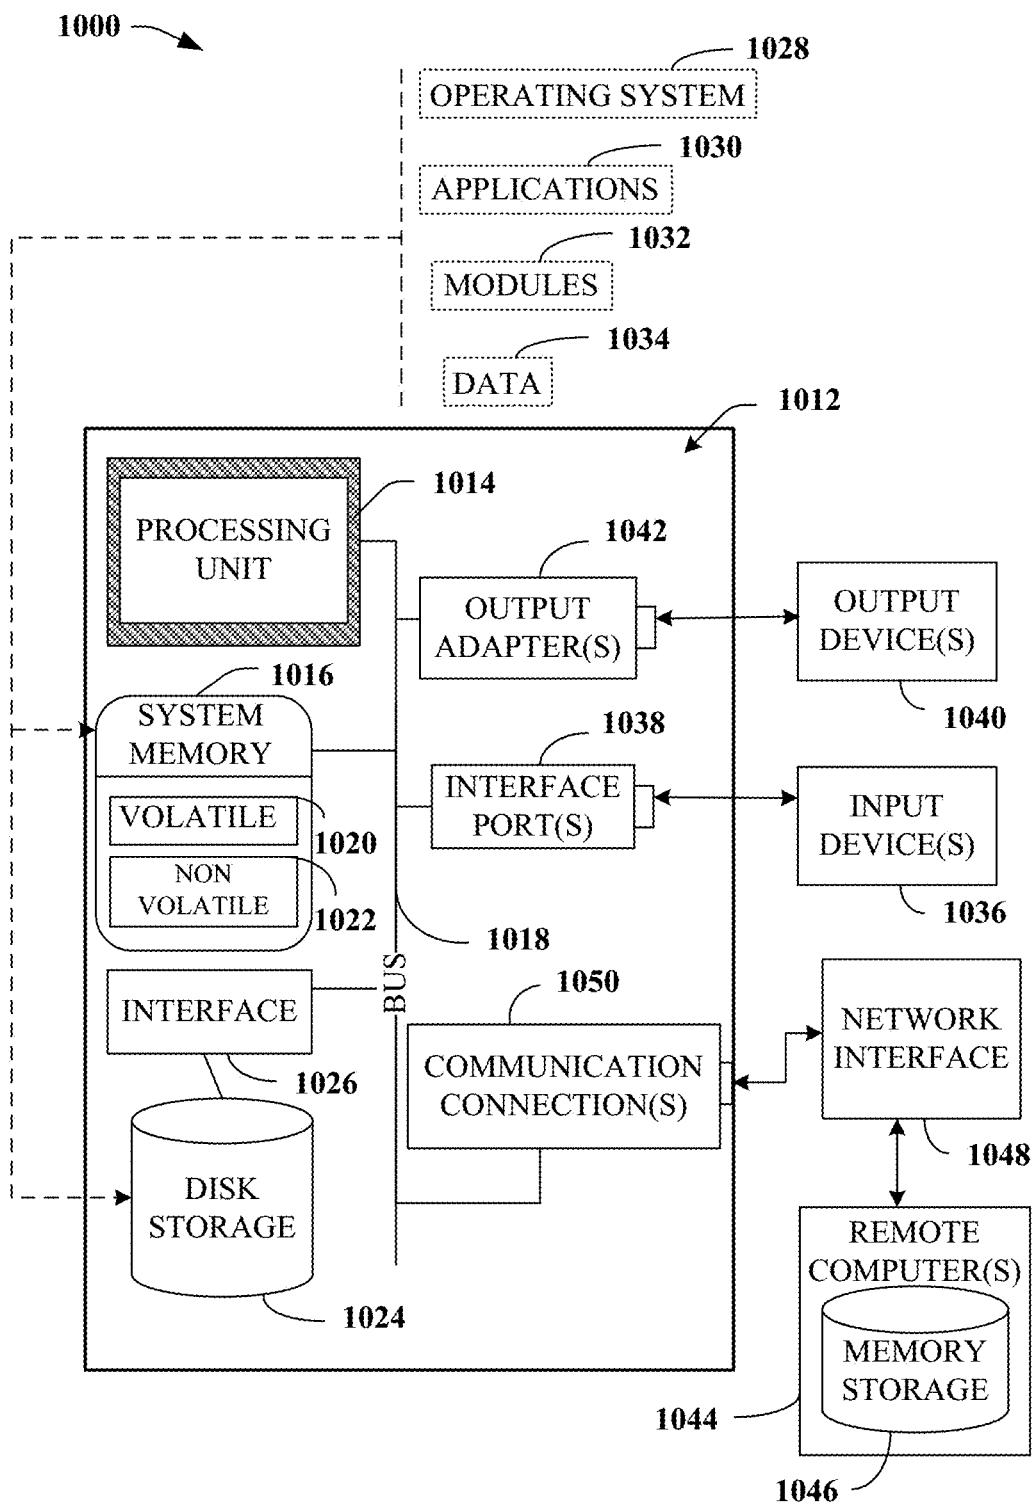 1000
1028
OPERATING SYSTEM
1030
APPLICATIONS
1032
MODULES
1034
DATA
1012
1014
PROCESSING
UNIT
1042
OUTPUT
ADAPTER(S)
OUTPUT
DEVICE(S)
1040
1016
SYSTEM
MEMORY
1038
INTERFACE
PORT(S)
INPUT
DEVICE(S)
1036
VOLATILE
1020
NON
VOLATILE
1022
1018
BUS
INTERFACE
1026
1050
COMMUNICATION
CONNECTION(S)
NETWORK
INTERFACE
1048
DISK
STORAGE
1024
REMOTE
COMPUTER(S)
MEMORY
STORAGE
1044
1046